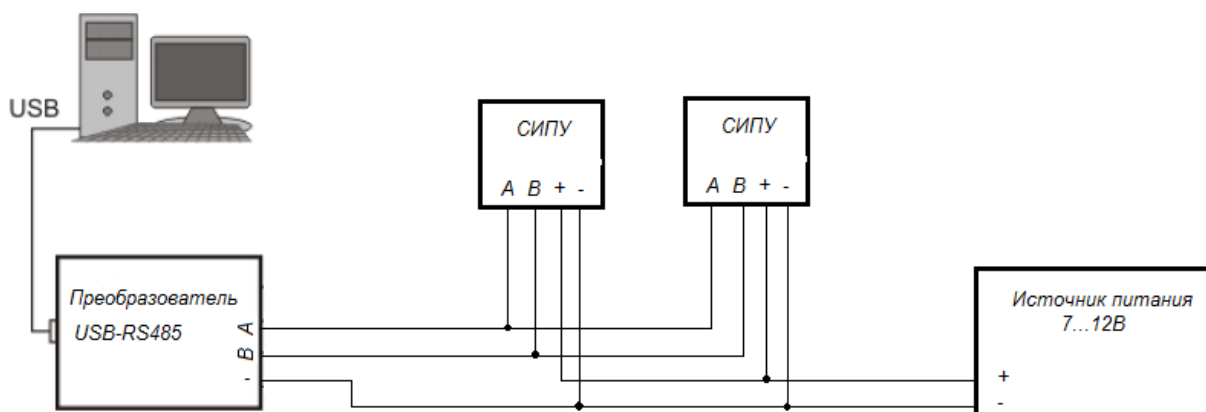 USB
СИПУ
A B + -
СИПУ
A B + -
Преобразователь
USB-RS485
A
B
-
Источник питания
7...12В
+
-